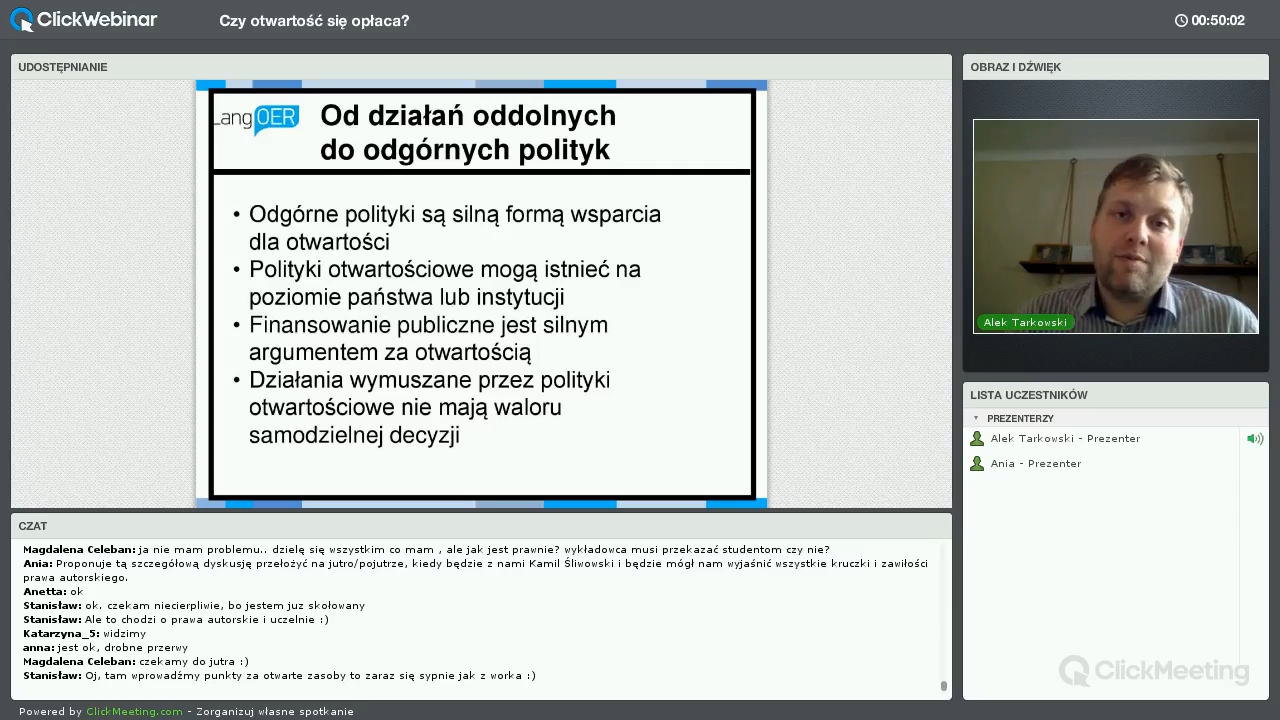 ClickWebinar
Czy otwartość się opłaca?
00:50:02
UDOSTĘPNIANIE
LangOER
Od działań oddolnych
do odgórnych polityk
• Odgórne polityki są silną formą wsparcia
dla otwartości
• Polityki otwartościowe mogą istnieć na
poziomie państwa lub instytucji
• Finansowanie publiczne jest silnym
argumentem za otwartością
• Działania wymuszane przez polityki
otwartościowe nie mają waloru
samodzielnej decyzji
OBRAZ I DŹWIĘK
Alek Tarkowski
LISTA UCZESTNIKÓW
PREZENTERZY
Alek Tarkowski - Prezenter
Ania - Prezenter
CZAT
Magdalena Celeban: ja nie mam problemu.. dzielę się wszystkim co mam , ale jak jest prawnie? wykładowca musi przekazać studentom czy nie?
Ania: Proponuje tą szczegółową dyskusję przełożyć na jutro/pojutrze, kiedy będzie z nami Kamil Śliwowski i będzie mógł nam wyjaśnić wszystkie kruczki i zawiłości
prawa autorskiego.
Anetta: ok
Stanisław: ok. czekam niecierpliwie, bo jestem juz skołowany
Stanisław: Ale to chodzi o prawa autorskie i uczelnie :)
Katarzyna_5: widzimy
anna: jest ok, drobne przerwy
Magdalena Celeban: czekamy do jutra :)
Stanisław: Oj, tam wprowadźmy punkty za otwarte zasoby to zaraz się sypnie jak z worka :)
ClickMeeting
Powered by ClickMeeting.com - Zorganizuj własne spotkanie